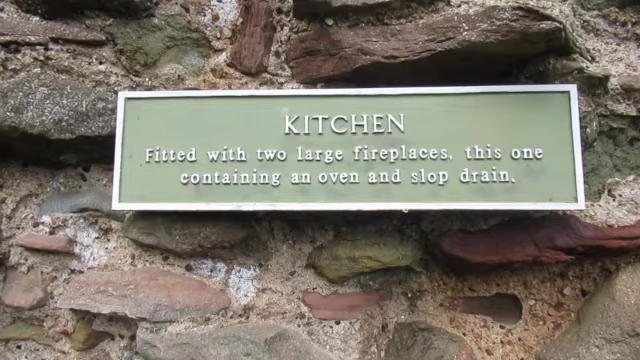 KITCHEN
Fitted with two large fireplaces, this one
containing an oven and slop drain.